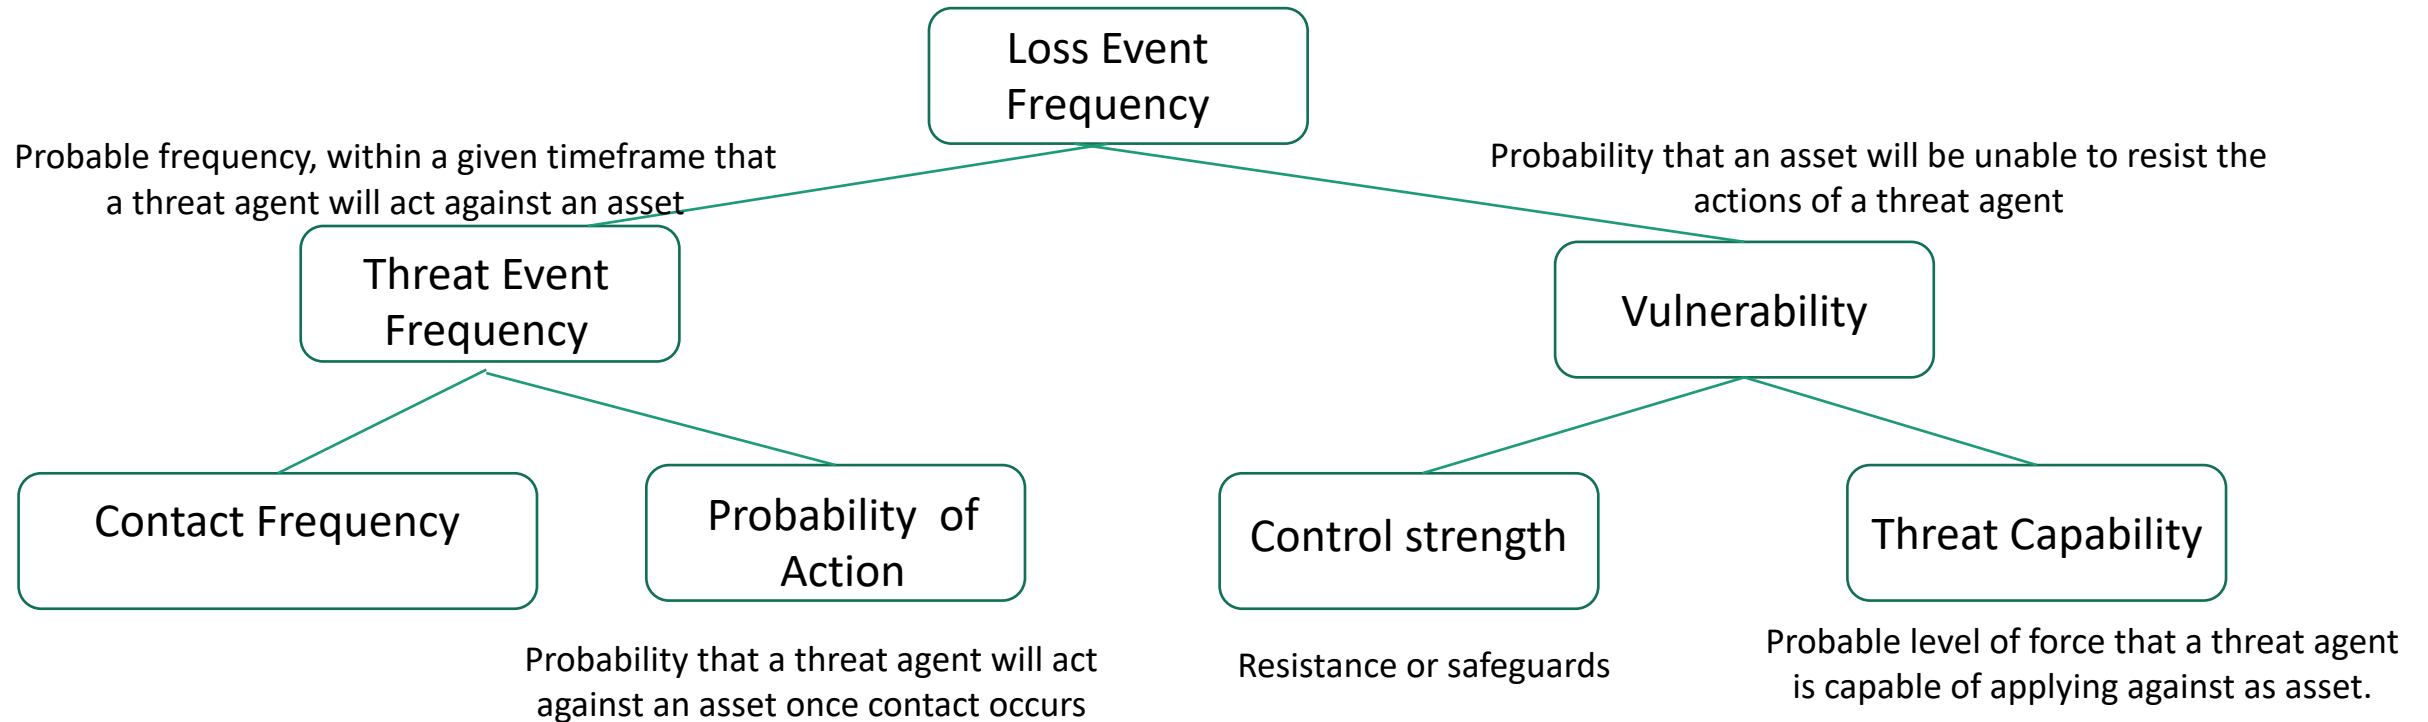 Loss Event
Frequency
Probable frequency, within a given timeframe that
a threat agent will act against an asset
Probability that an asset will be unable to resist the
actions of a threat agent
Threat Event
Frequency
Vulnerability
Contact Frequency
Probability of
Action
Control strength
Threat Capability
Probability that a threat agent will act
against an asset once contact occurs
Resistance or safeguards
Probable level of force that a threat agent
is capable of applying against as asset.